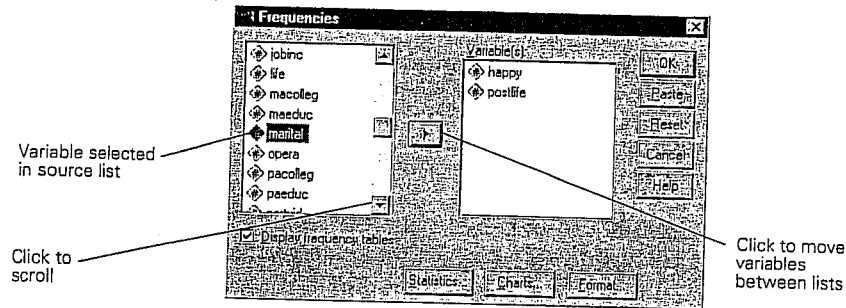 Frequencies
jobinc
life
macolleg
maeduc
marital
opera
pacolleg
paeduc
Display frequency tables
Variable(s):
happy
postlife
OK
Paste
Reset
Cancel
Help
Statistics...
Charts...
Format...
Variable selected
in source list
Click to
scroll
Click to move
variables
between lists